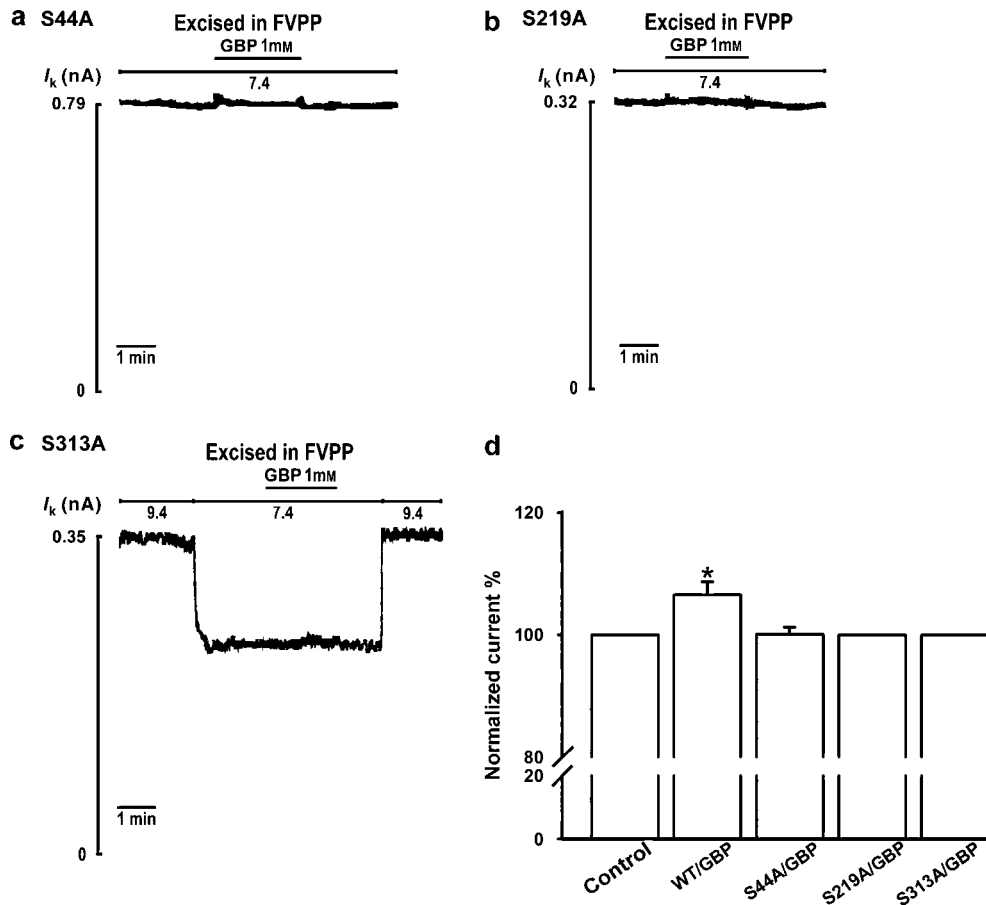 a S44A
Excised in FVPP
GBP 1mM
7.4
Ik (nA)
0.79
1 min
0
b S219A
Excised in FVPP
GBP 1mM
7.4
Ik (nA)
0.32
1 min
0
c S313A
Excised in FVPP
GBP 1mM
9.4 7.4 9.4
Ik (nA)
0.35
1 min
0
d
Normalized current %
120
100
80
20
0
*
Control
WT/GBP
S44A/GBP
S219A/GBP
S313A/GBP